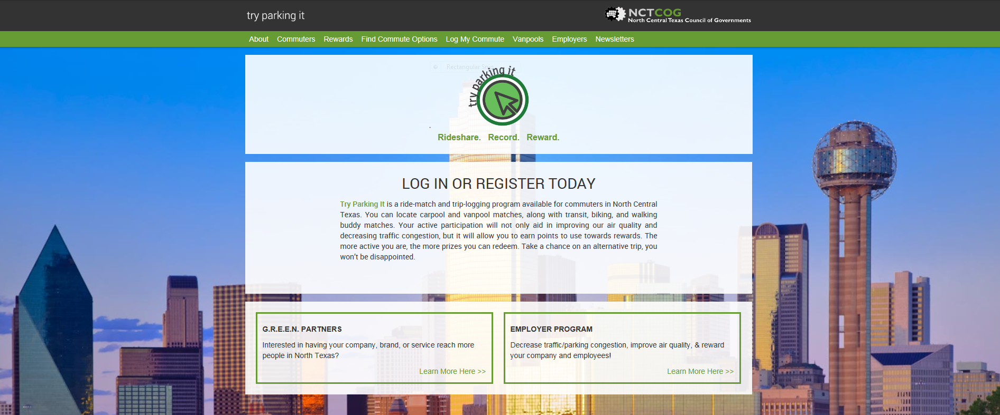 try parking it
NCTCOG
North Central Texas Council of Governments
About Commuters Rewards Find Commute Options Log My Commute Vanpools Employers Newsletters
Rectangular Snip
try parking it
Rideshare. Record. Reward.
LOG IN OR REGISTER TODAY
Try Parking It is a ride-match and trip-logging program available for commuters in North Central
Texas. You can locate carpool and vanpool matches, along with transit, biking, and walking
buddy matches. Your active participation will not only aid in improving our air quality and
decreasing traffic congestion, but it will allow you to earn points to use towards rewards. The
more active you are, the more prizes you can redeem. Take a chance on an alternative trip, you
won't be disappointed.
G.R.E.E.N. PARTNERS
Interested in having your company, brand, or service reach more
people in North Texas?
Learn More Here >>
EMPLOYER PROGRAM
Decrease traffic/parking congestion, improve air quality, & reward
your company and employees!
Learn More Here >>